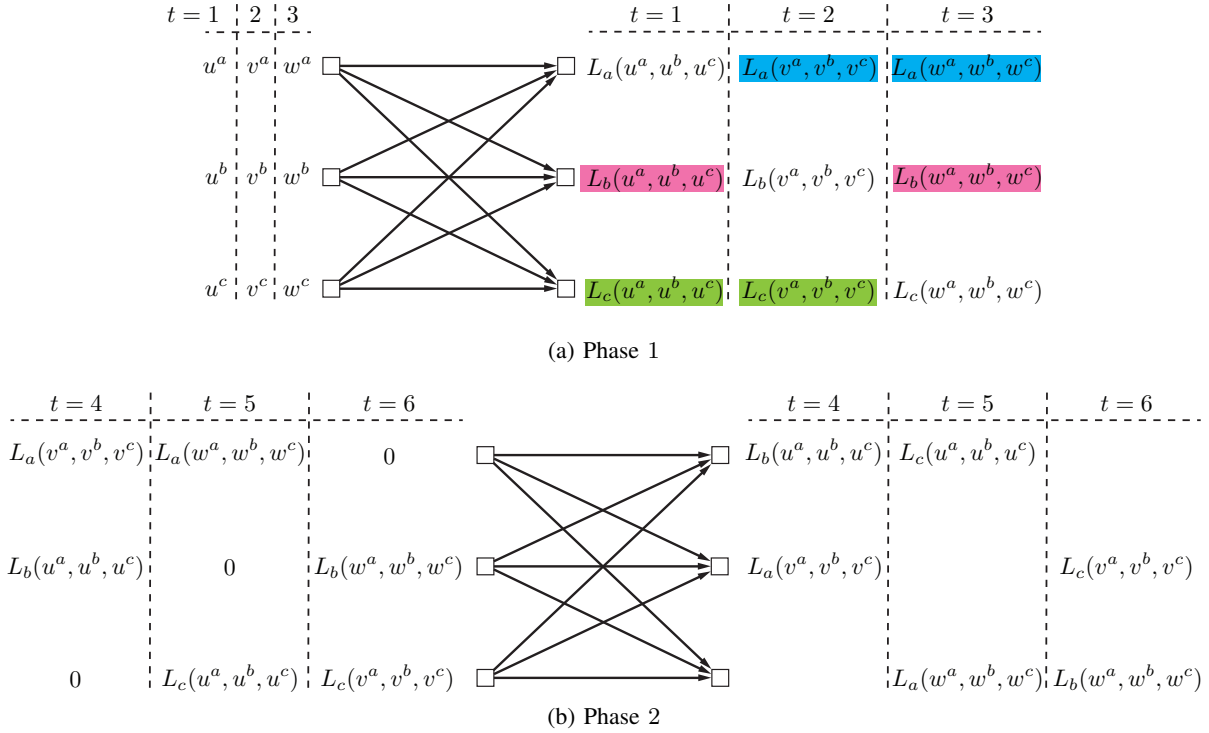 t = 1 2 3 t = 1 t = 2 t = 3
u^a v^a w^a L_a(u^a, u^b, u^c) L_a(v^a, v^b, v^c) L_a(w^a, w^b, w^c)
u^b v^b w^b L_b(u^a, u^b, u^c) L_b(v^a, v^b, v^c) L_b(w^a, w^b, w^c)
u^c v^c w^c L_c(u^a, u^b, u^c) L_c(v^a, v^b, v^c) L_c(w^a, w^b, w^c)
(a) Phase 1
t = 4 t = 5 t = 6 t = 4 t = 5 t = 6
L_a(v^a, v^b, v^c) L_a(w^a, w^b, w^c) 0 L_b(u^a, u^b, u^c) L_c(u^a, u^b, u^c)
L_b(u^a, u^b, u^c) 0 L_b(w^a, w^b, w^c) L_a(v^a, v^b, v^c) L_c(v^a, v^b, v^c)
0 L_c(u^a, u^b, u^c) L_c(v^a, v^b, v^c) L_a(w^a, w^b, w^c) L_b(w^a, w^b, w^c)
(b) Phase 2